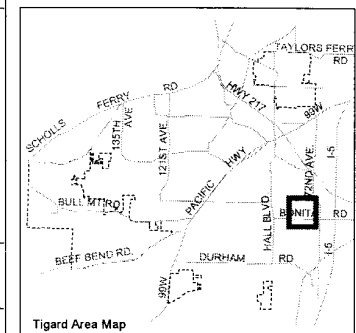 TAYLORS FERR
RD
SCHOLLS FERRY RD
HWY 217
99W
135TH
AVE
121ST AVE
PACIFIC HWY
HALL BLVD
72ND AVE
I-5
BULL MT RD
BONITA RD
BEEF BEND RD
DURHAM RD
I-5
99W
Tigard Area Map